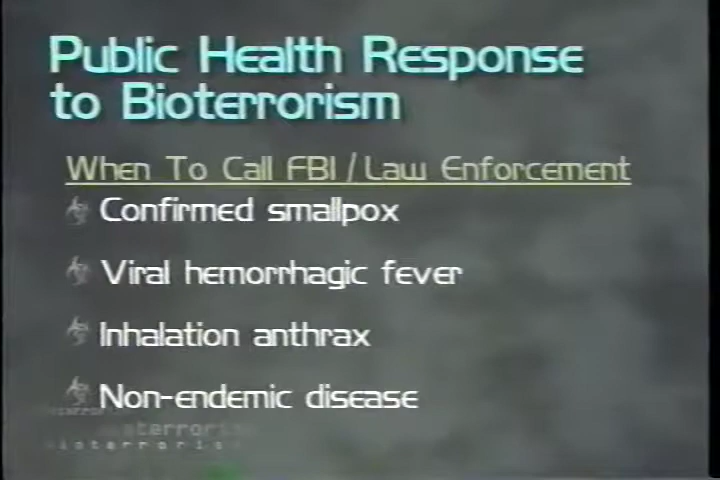 Public Health Response
to Bioterrorism
When To Call FBI / Law Enforcement
Confirmed smallpox
Viral hemorrhagic fever
Inhalation anthrax
Non-endemic disease
bioterroris